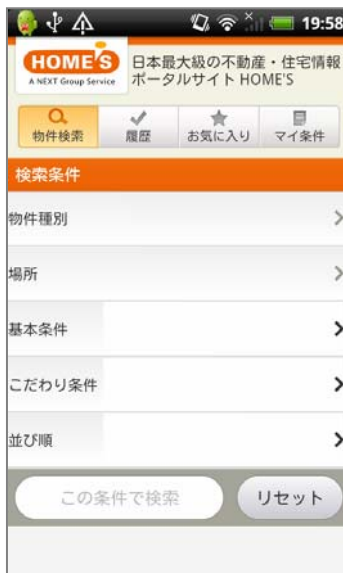 19:58
HOME'S
A NEXT Group Service
日本最大級の不動産・住宅情報
ポータルサイト HOME'S
物件検索
履歴
お気に入り
マイ条件
検索条件
物件種別
場所
基本条件
こだわり条件
並び順
この条件で検索
リセット